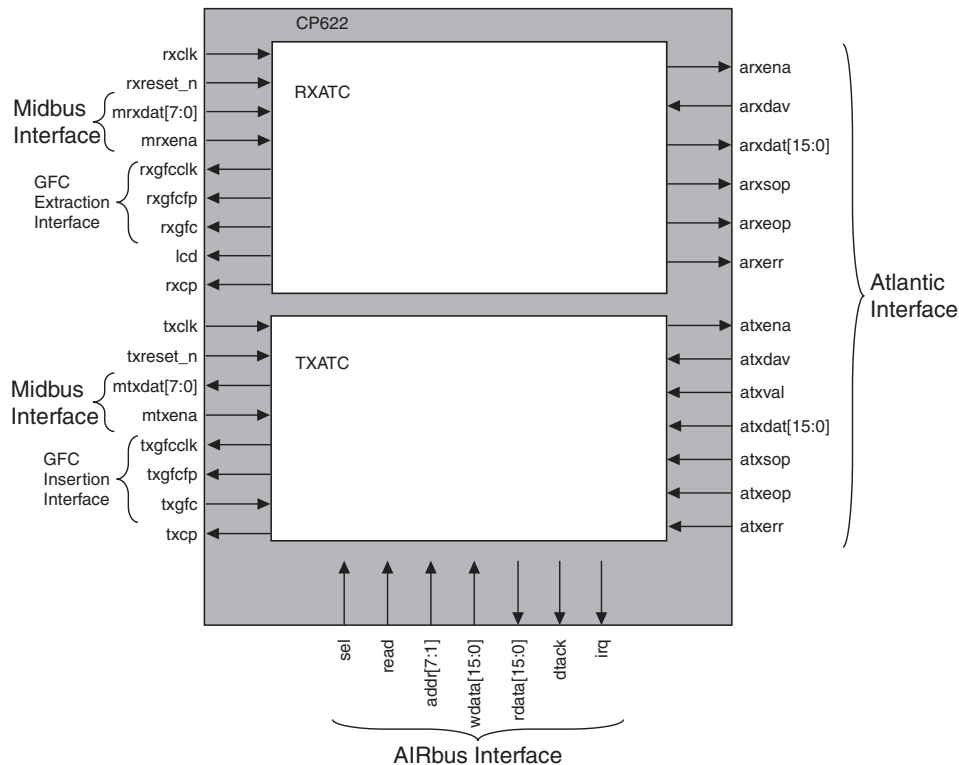 CP622
rxclk
rxreset_n
Midbus
Interface
mrxdat[7:0]
mrxena
GFC
Extraction
Interface
rxgfcclk
rxgfcfp
rxgfc
lcd
rxcp
RXATC
arxena
arxdav
arxdat[15:0]
arxsop
arxeop
arxerr
Atlantic
Interface
txclk
txreset_n
Midbus
Interface
mtxdat[7:0]
mtxena
GFC
Insertion
Interface
txgfcclk
txgfcfp
txgfc
txcp
TXATC
atxena
atxdav
atxval
atxdat[15:0]
atxsop
atxeop
atxerr
sel
read
addr[7:1]
wdata[15:0]
rdata[15:0]
dtack
irq
AIRbus Interface